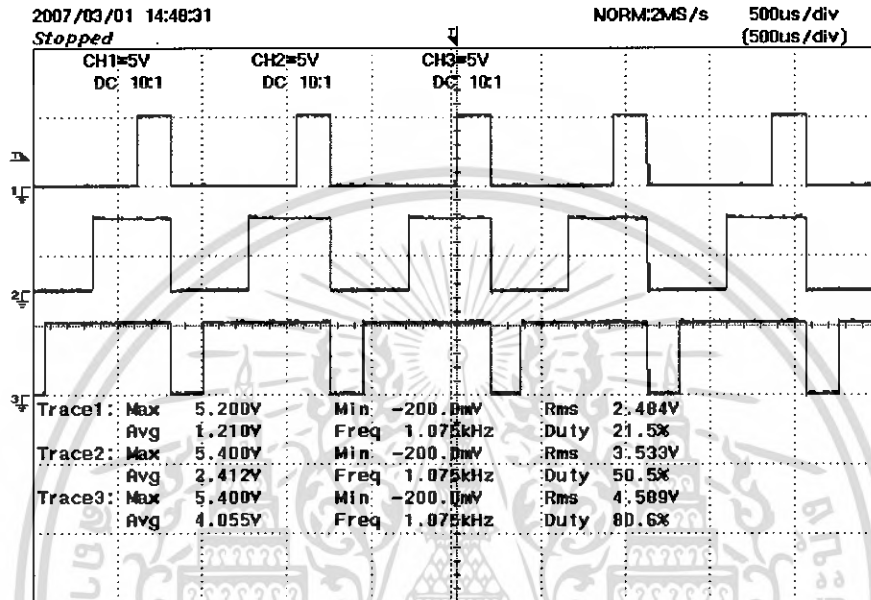 2007/03/01 14:48:31 NORM:2MS/s 500us/div
Stopped (500us/div)
CH1=5V CH2=5V CH3=5V
DC 10:1 DC 10:1 DC 10:1
1
2
3
Trace1: Max 5.200V Min -200.0mV Rms 2.484V
Avg 1.210V Freq 1.075kHz Duty 21.5%
Trace2: Max 5.400V Min -200.0mV Rms 3.533V
Avg 2.412V Freq 1.075kHz Duty 50.5%
Trace3: Max 5.400V Min -200.0mV Rms 4.589V
Avg 4.055V Freq 1.075kHz Duty 80.6%